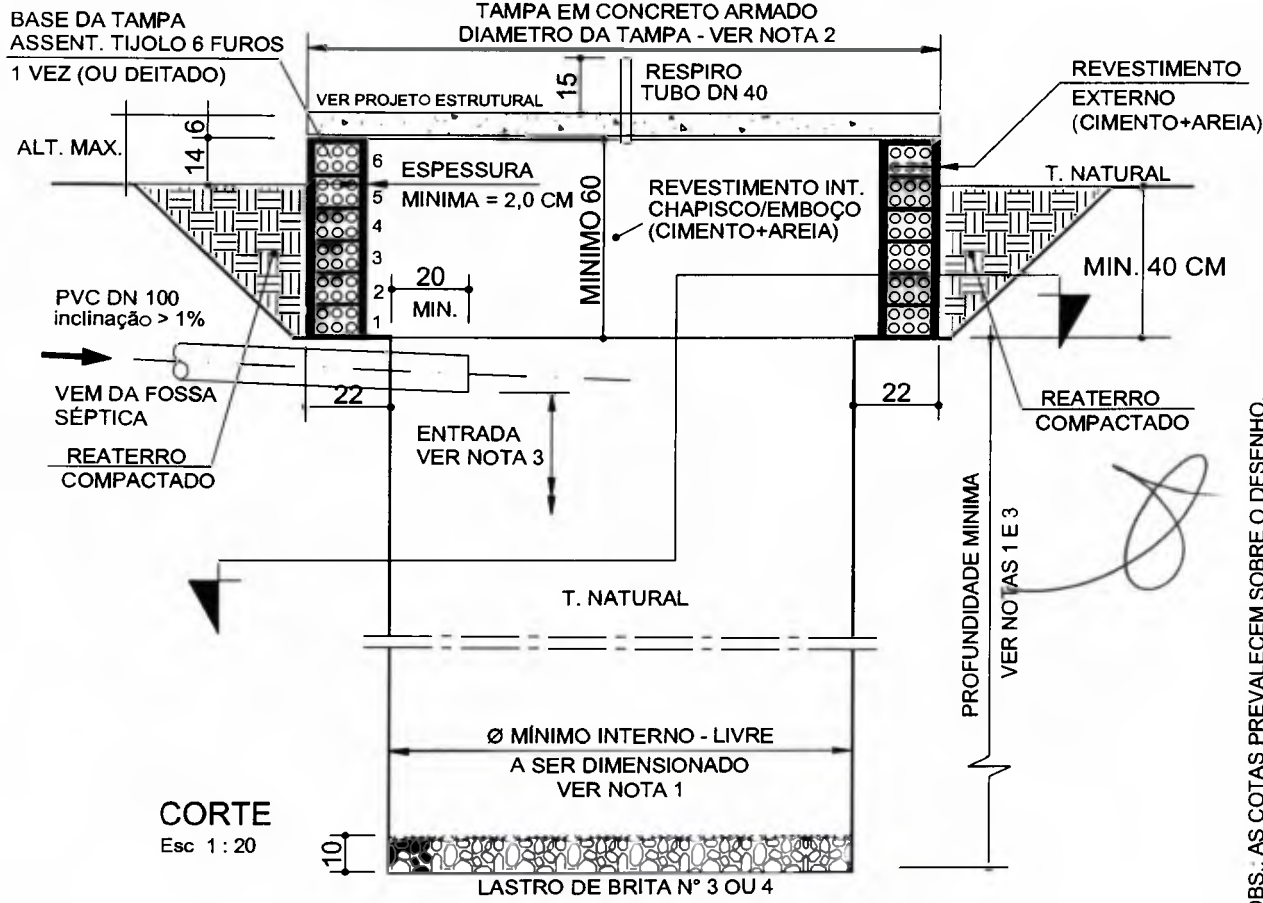 BASE DA TAMPA
ASSENT. TIJOLO 6 FUROS
1 VEZ (OU DEITADO)
TAMPA EM CONCRETO ARMADO
DIAMETRO DA TAMPA - VER NOTA 2
15
RESPIRO
TUBO DN 40
VER PROJETO ESTRUTURAL
REVESTIMENTO
EXTERNO
(CIMENTO+AREIA)
ALT. MAX.
14 6
6
5
4
3
2
1
ESPESSURA
MINIMA = 2,0 CM
MINIMO 60
REVESTIMENTO INT.
CHAPISCO/EMBOÇO
(CIMENTO+AREIA)
T. NATURAL
MIN. 40 CM
20
MIN.
PVC DN 100
inclinação > 1%
VEM DA FOSSA
SÉPTICA
22
22
REATERRO
COMPACTADO
ENTRADA
VER NOTA 3
REATERRO
COMPACTADO
T. NATURAL
PROFUNDIDADE MINIMA
VER NOTAS 1 E 3
Ø MÍNIMO INTERNO - LIVRE
A SER DIMENSIONADO
VER NOTA 1
CORTE
Esc 1 : 20
10
LASTRO DE BRITA N° 3 OU 4
OBS.: AS COTAS PREVALECEM SOBRE O DESENHO.